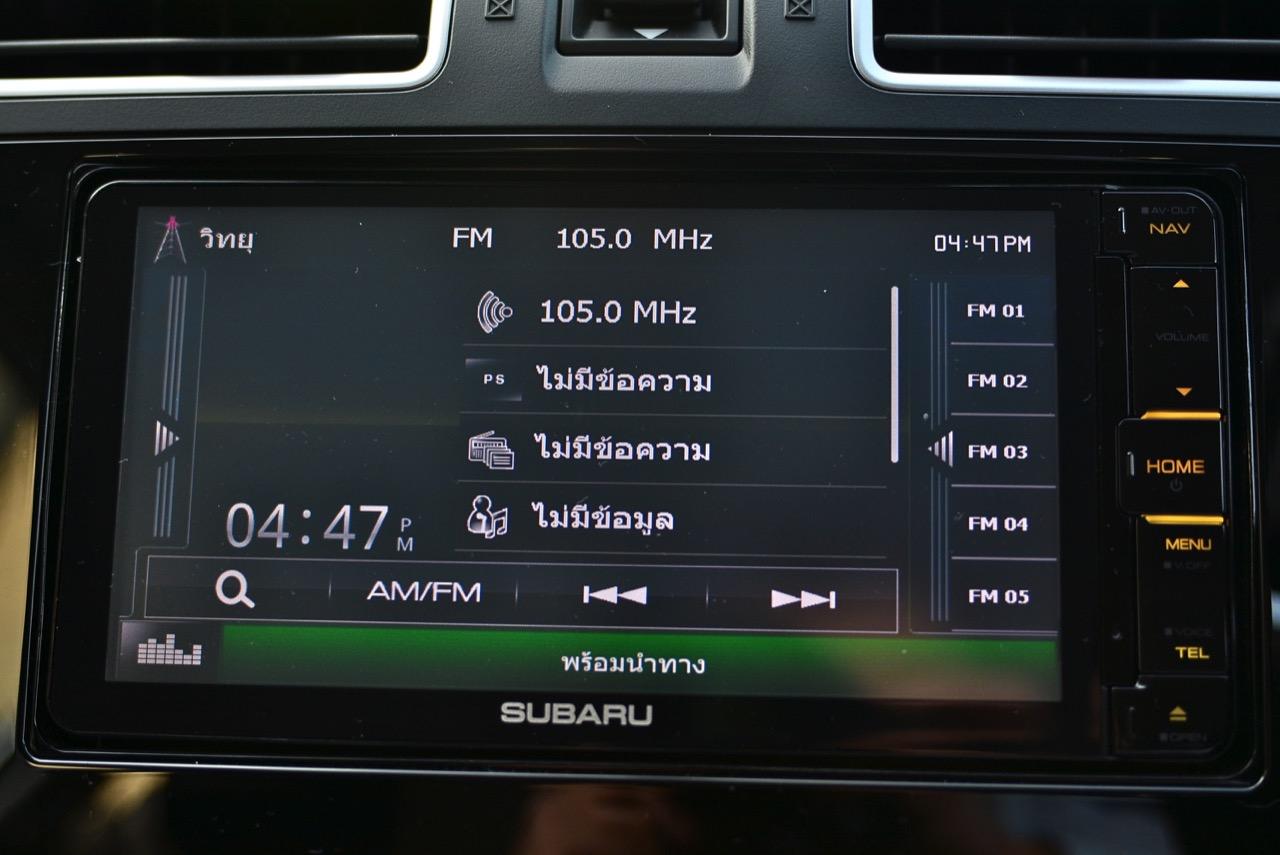 วิทยุ FM 105.0 MHz 04:47PM
105.0 MHz
PS ไม่มีข้อความ
ไม่มีข้อความ
ไม่มีข้อมูล
04:47 PM
AM/FM
พร้อมนำทาง
FM 01
FM 02
FM 03
FM 04
FM 05
SUBARU
AV-OUT
NAV
VOLUME
HOME
MENU
V.OFF
VOICE
TEL
OPEN